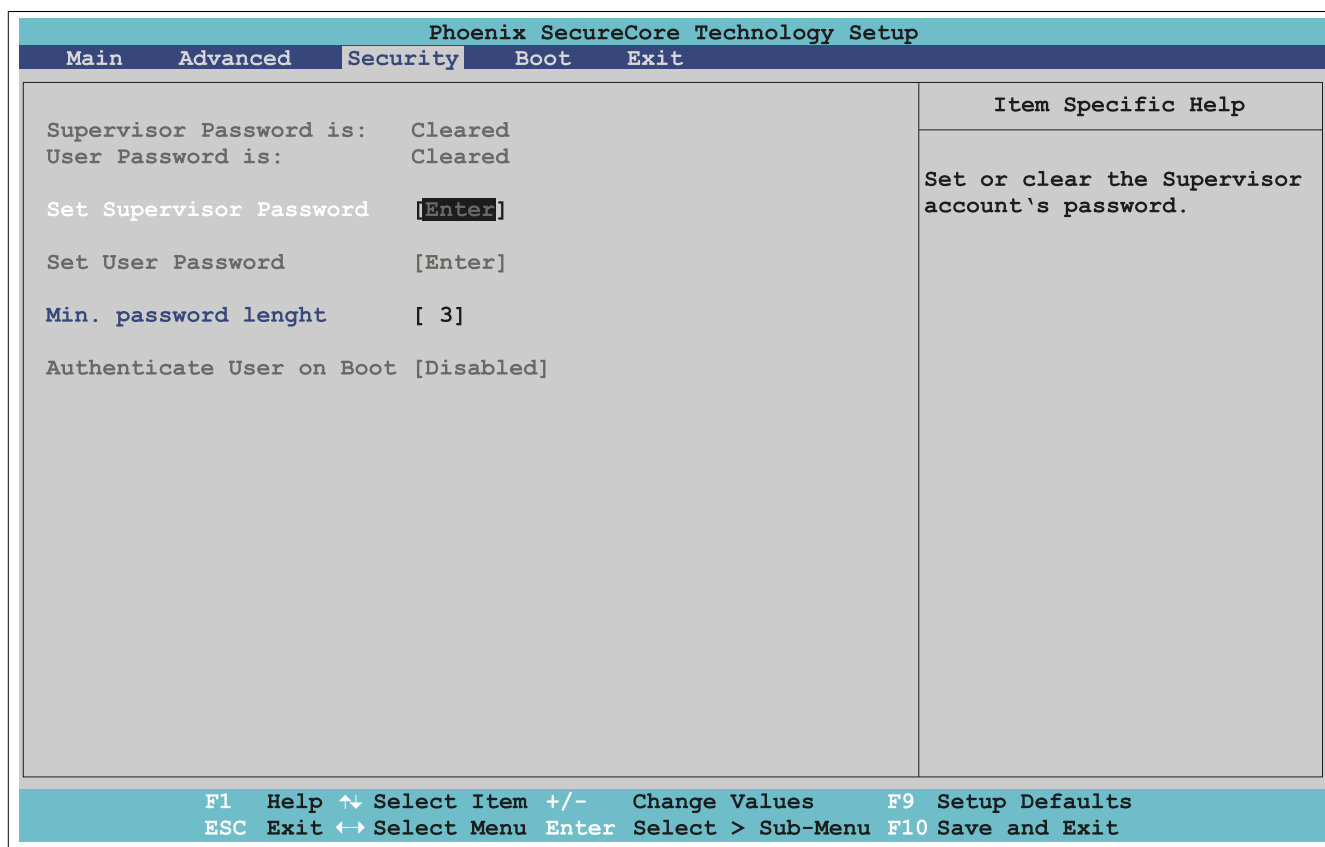 Phoenix SecureCore Technology Setup
Main Advanced Security Boot Exit
Supervisor Password is: Cleared
User Password is: Cleared
Set Supervisor Password [Enter]
Set User Password [Enter]
Min. password lenght [ 3]
Authenticate User on Boot [Disabled]
Item Specific Help
Set or clear the Supervisor
account‘s password.
F1 Help ↑↓ Select Item +/- Change Values F9 Setup Defaults
ESC Exit ←→ Select Menu Enter Select > Sub-Menu F10 Save and Exit